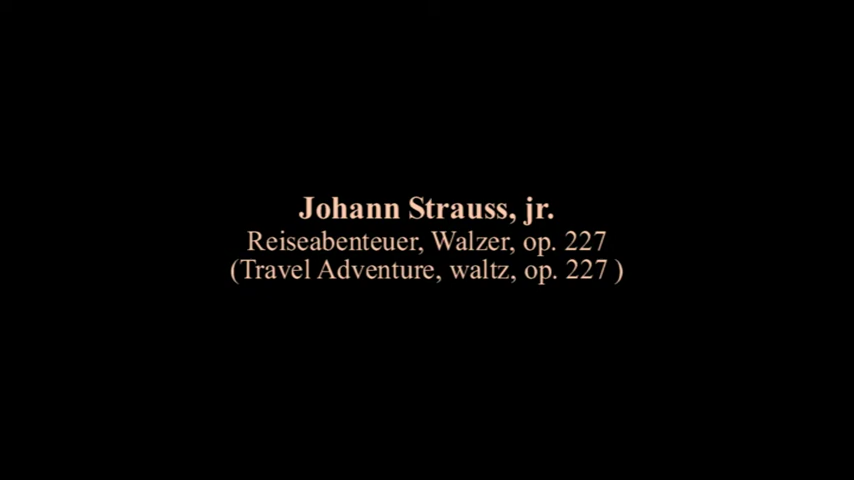 Johann Strauss, jr.
Reiseabenteuer, Walzer, op. 227
(Travel Adventure, waltz, op. 227 )